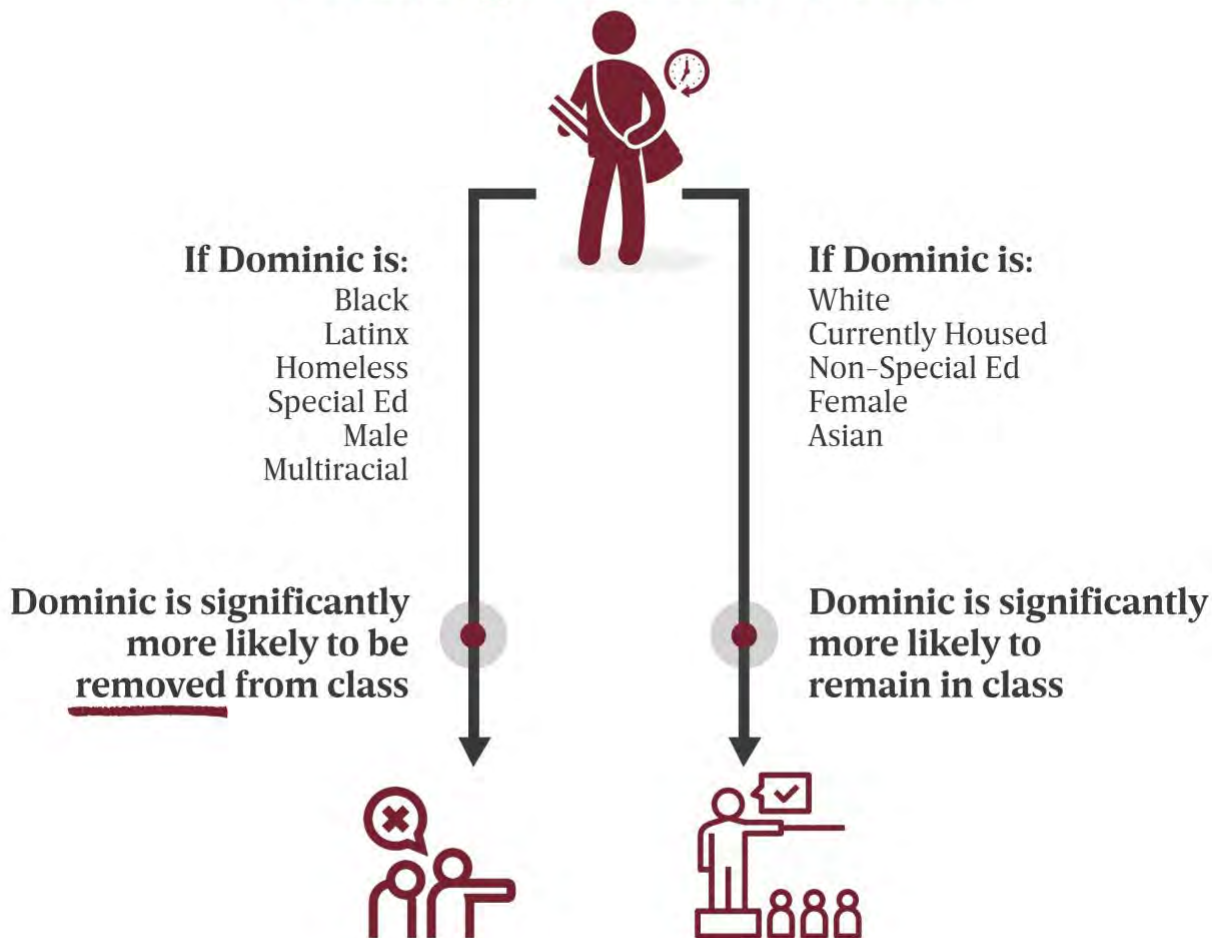 If Dominic is:
Black
Latinx
Homeless
Special Ed
Male
Multiracial
If Dominic is:
White
Currently Housed
Non-Special Ed
Female
Asian
Dominic is significantly
more likely to be
removed from class
Dominic is significantly
more likely to
remain in class